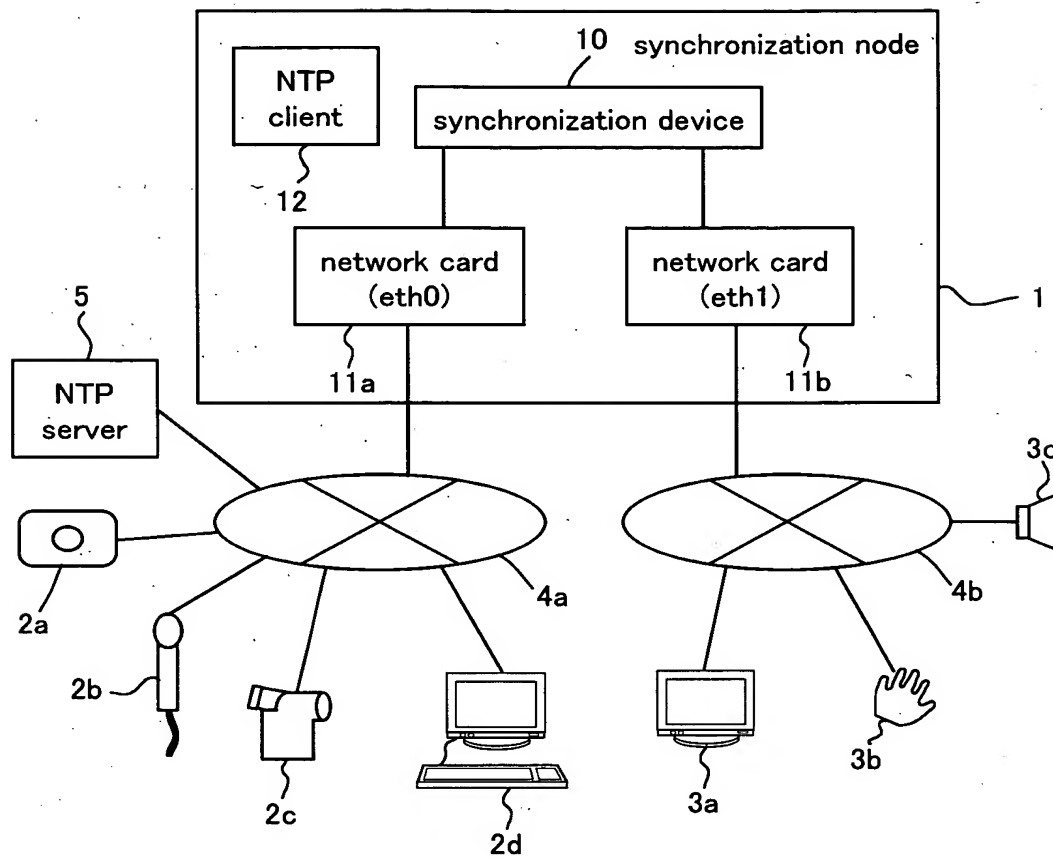 10
synchronization node
NTP
client
synchronization device
12
network card
(eth0)
network card
(eth1)
5
1
11a
11b
NTP
server
3c
2a
4a
4b
2b
2c
2d
3a
3b